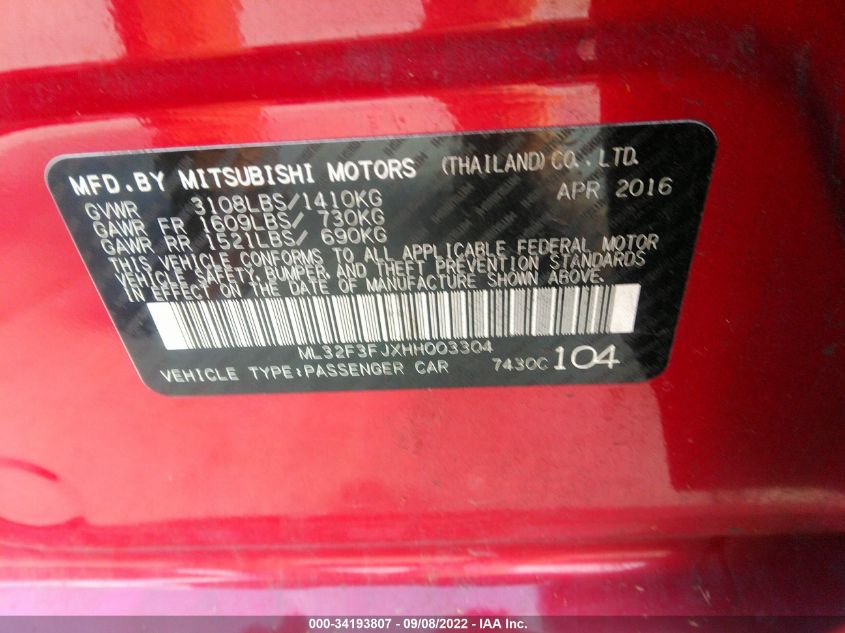 MFD.BY MITSUBISHI MOTORS (THAILAND) CO.,LTD.
APR 2016
GVWR 3108LBS/1410KG
GAWR FR 1609LBS/ 730KG
GAWR RR 1521LBS/ 690KG
THIS VEHICLE CONFORMS TO ALL APPLICABLE FEDERAL MOTOR
VEHICLE SAFETY, BUMPER, AND THEFT PREVENTION STANDARDS
IN EFFECT ON THE DATE OF MANUFACTURE SHOWN ABOVE.
ML32F3FJXHH003304
VEHICLE TYPE:PASSENGER CAR 7430C 104
000-34193807 - 09/08/2022 - IAA Inc.